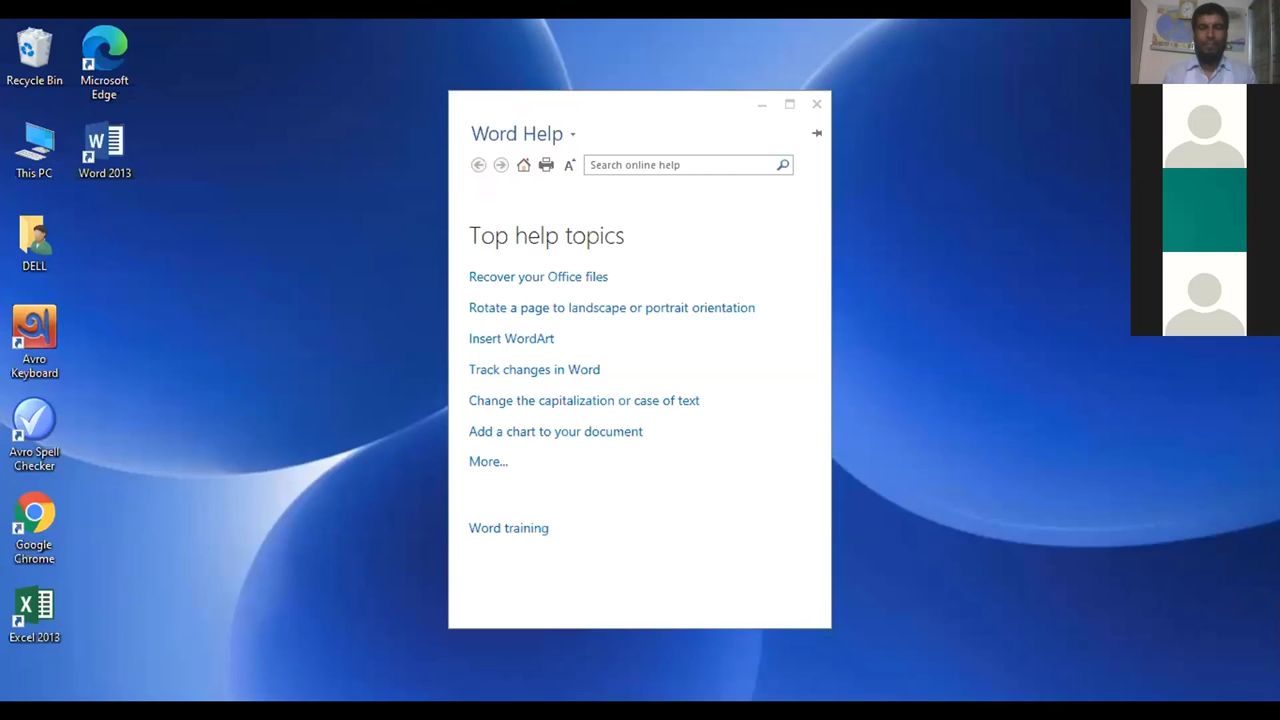 Recycle Bin
Microsoft
Edge
This PC
Word 2013
DELL
Avro
Keyboard
Avro Spell
Checker
Google
Chrome
Excel 2013
Word Help
Search online help
Top help topics
Recover your Office files
Rotate a page to landscape or portrait orientation
Insert WordArt
Track changes in Word
Change the capitalization or case of text
Add a chart to your document
More...
Word training